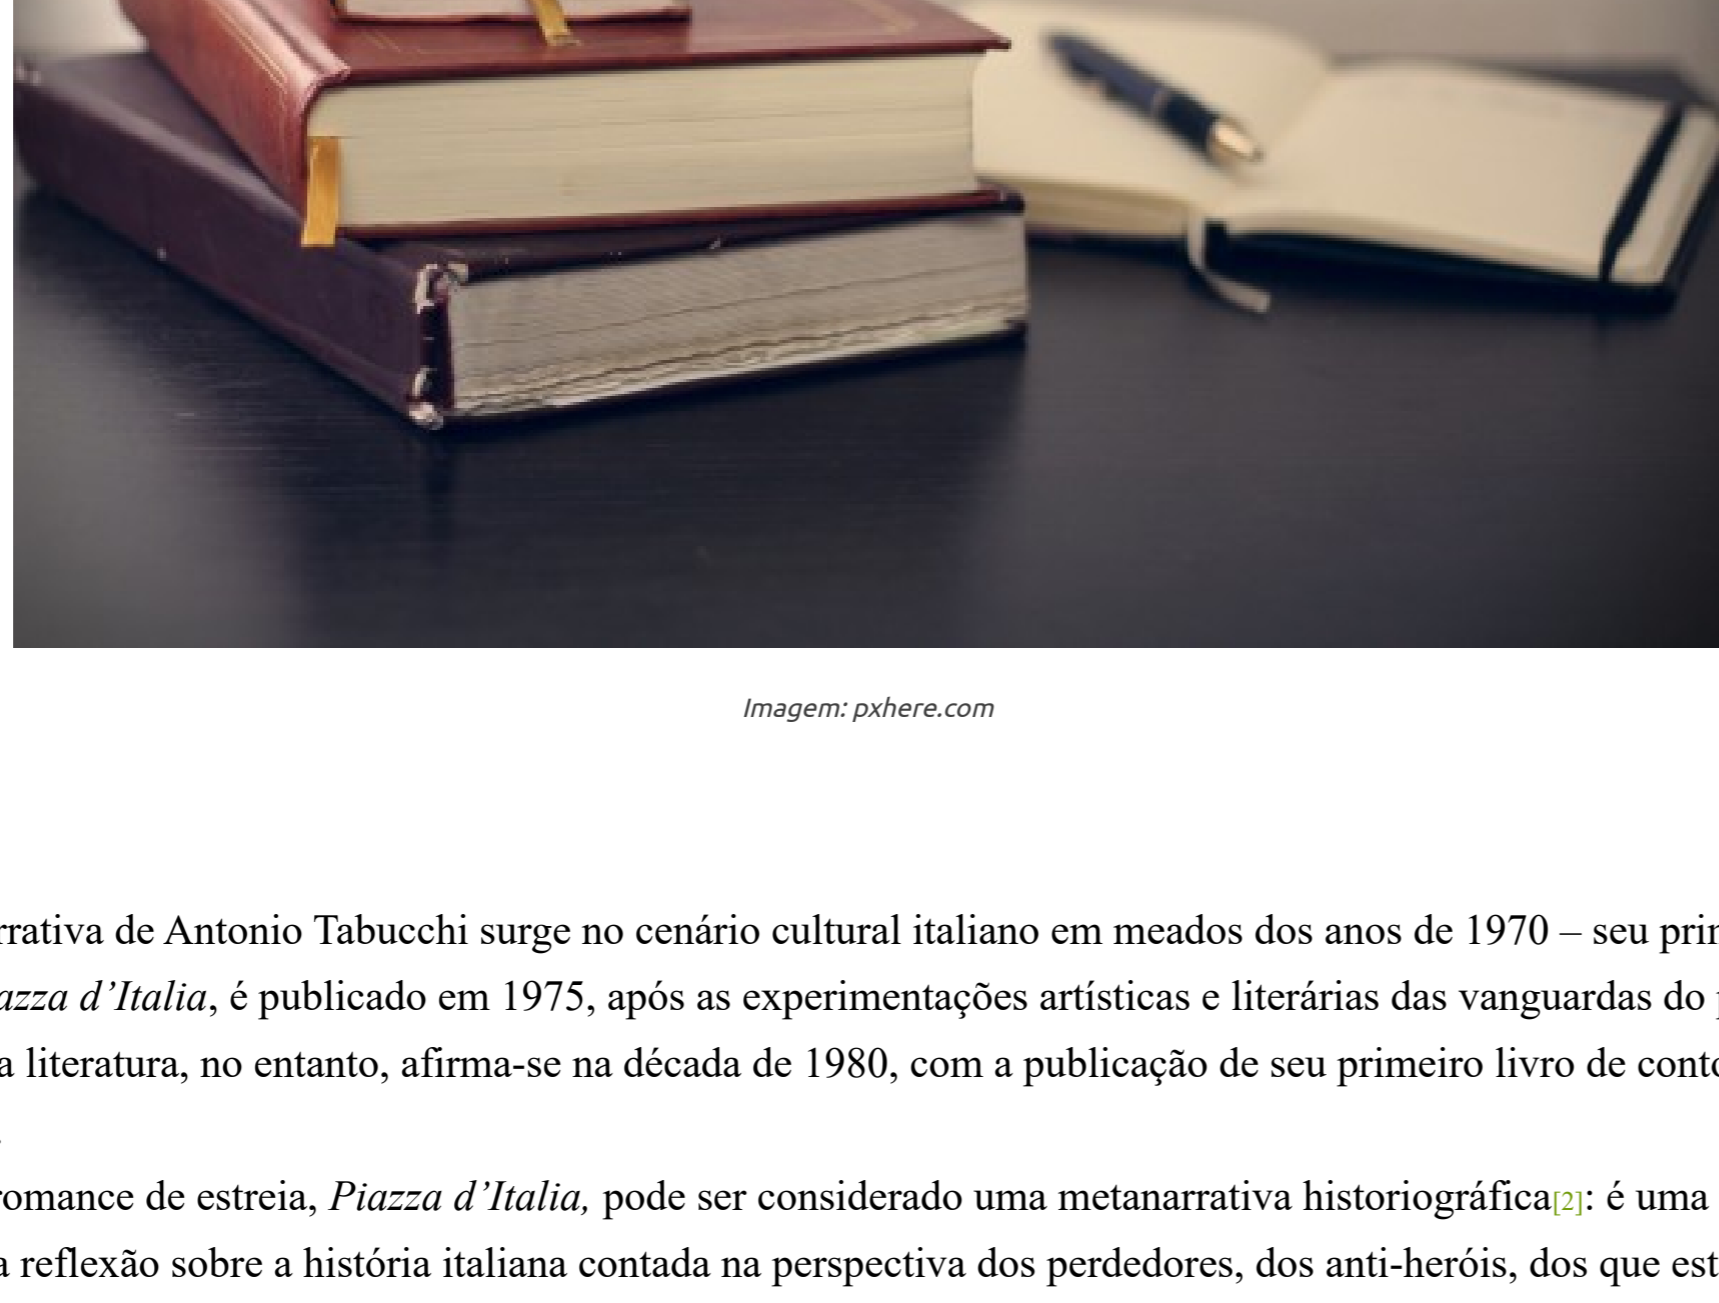 Imagem: pxhere.com
rrativa de Antonio Tabucchi surge no cenário cultural italiano em meados dos anos de 1970 – seu prim
azza d’Italia, é publicado em 1975, após as experimentações artísticas e literárias das vanguardas do p
a literatura, no entanto, afirma-se na década de 1980, com a publicação de seu primeiro livro de conto
.
romance de estreia, Piazza d’Italia, pode ser considerado uma metanarrativa historiográfica[2]: é uma
a reflexão sobre a história italiana contada na perspectiva dos perdedores, dos anti-heróis, dos que est